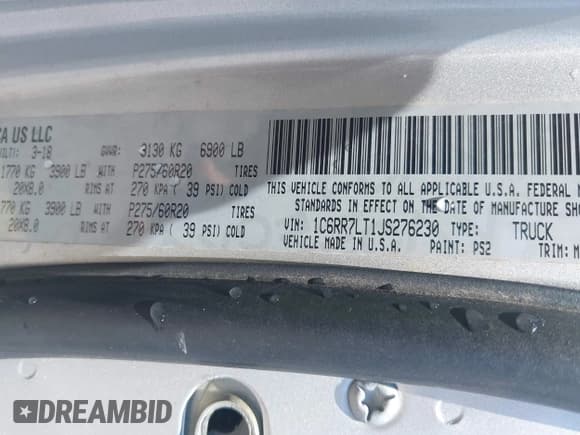 CA US LLC
3-18 GVWR: 3130 KG 6900 LB
1770 KG 3900 LB WITH P275/60R20 TIRES
20X8.0 RIMS AT 270 KPA ( 39 PSI) COLD
770 KG 3900 LB WITH P275/60R20 TIRES
20X8.0 RIMS AT 270 KPA ( 39 PSI) COLD
THIS VEHICLE CONFORMS TO ALL APPLICABLE U.S.A. FEDERAL
STANDARDS IN EFFECT ON THE DATE OF MANUFACTURE
VIN: 1C6RR7LT1JS276230 TYPE: TRUCK
VEHICLE MADE IN U.S.A. PAINT: PS2 TRIM:
DREAMBID